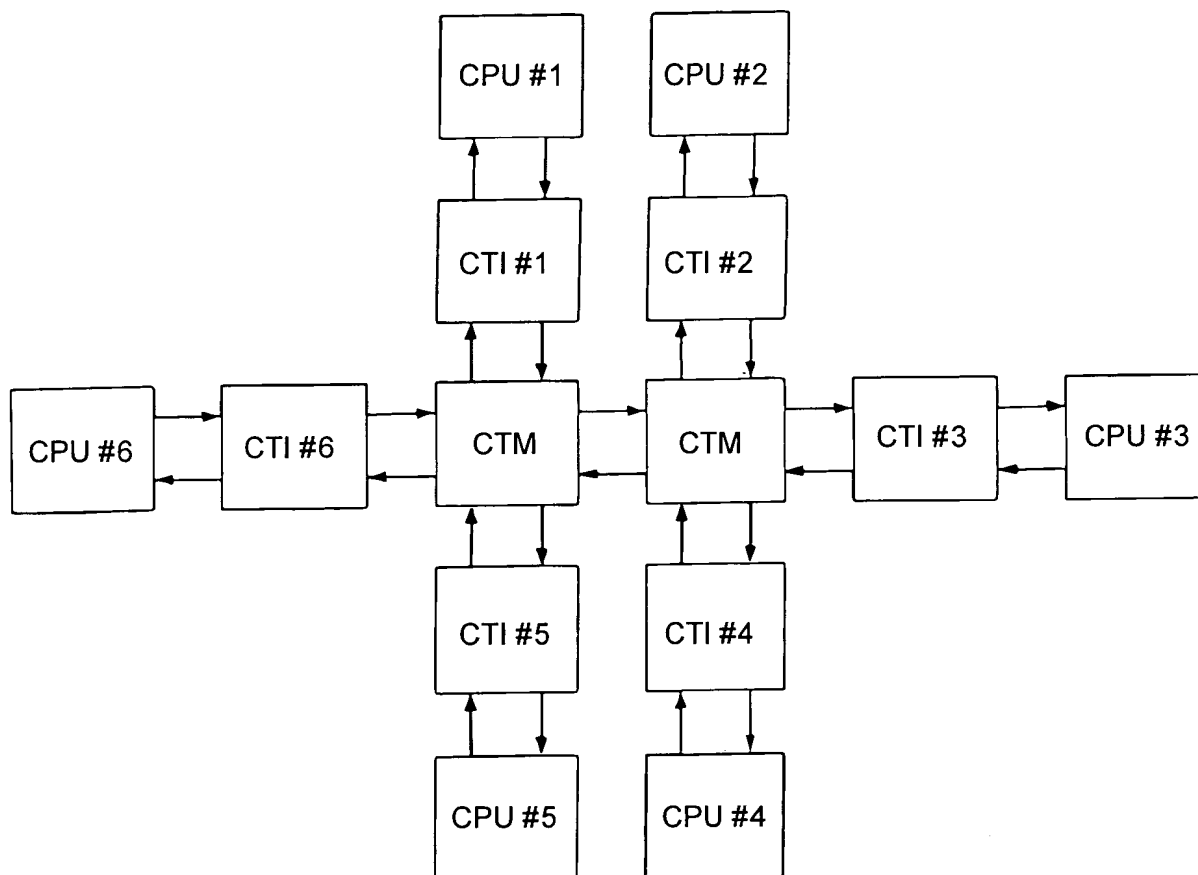 CPU #1
CPU #2
CTI #1
CTI #2
CPU #6
CTI #6
CTM
CTM
CTI #3
CPU #3
CTI #5
CTI #4
CPU #5
CPU #4